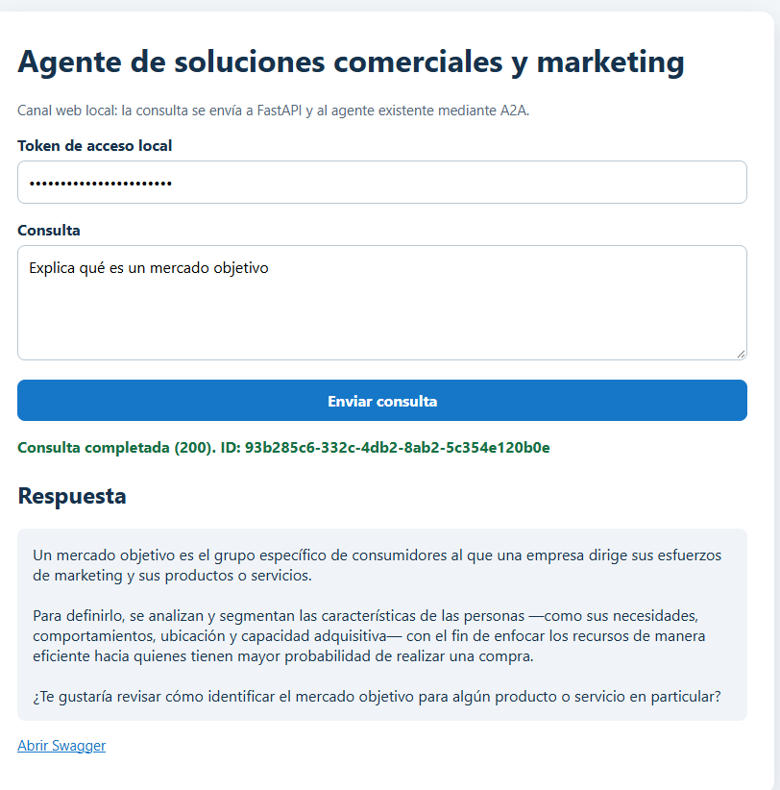 Agente de soluciones comerciales y marketing
Canal web local: la consulta se envía a FastAPI y al agente existente mediante A2A.
Token de acceso local
•••••••••••••••••••••••
Consulta
Explica qué es un mercado objetivo
Enviar consulta
Consulta completada (200). ID: 93b285c6-332c-4db2-8ab2-5c354e120b0e
Respuesta
Un mercado objetivo es el grupo específico de consumidores al que una empresa dirige sus esfuerzos
de marketing y sus productos o servicios.
Para definirlo, se analizan y segmentan las características de las personas —como sus necesidades,
comportamientos, ubicación y capacidad adquisitiva— con el fin de enfocar los recursos de manera
eficiente hacia quienes tienen mayor probabilidad de realizar una compra.
¿Te gustaría revisar cómo identificar el mercado objetivo para algún producto o servicio en particular?
Abrir Swagger